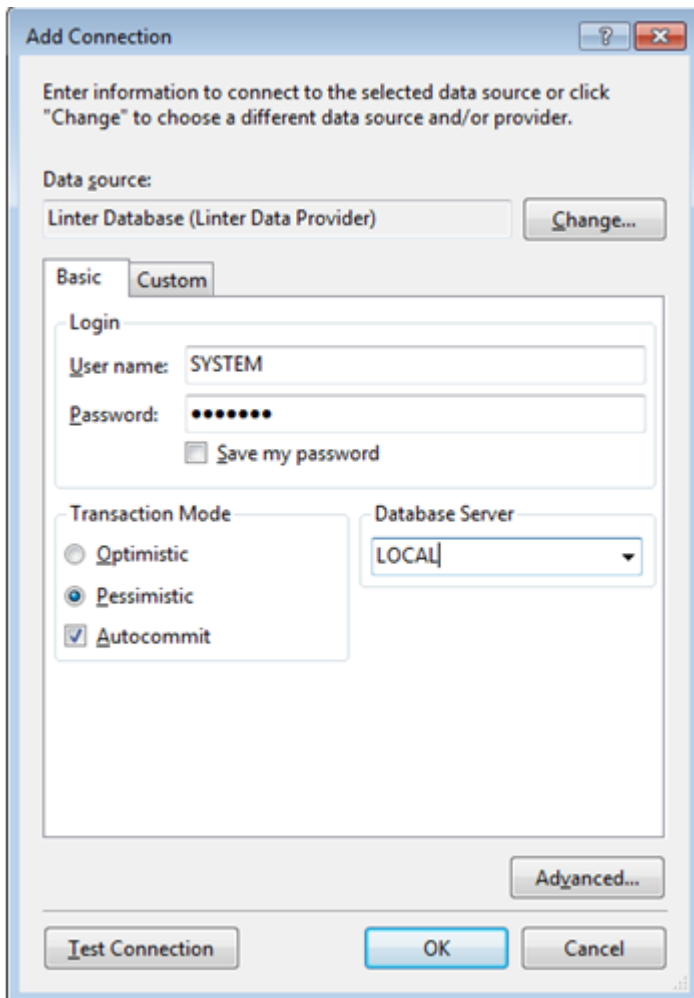 Add Connection
Enter information to connect to the selected data source or click
"Change" to choose a different data source and/or provider.
Data source:
Linter Database (Linter Data Provider)
Change...
Basic
Custom
Login
User name:
SYSTEM
Password:
•••••••
Save my password
Transaction Mode
Optimistic
Pessimistic
Autocommit
Database Server
LOCAL
Advanced...
Test Connection
OK
Cancel